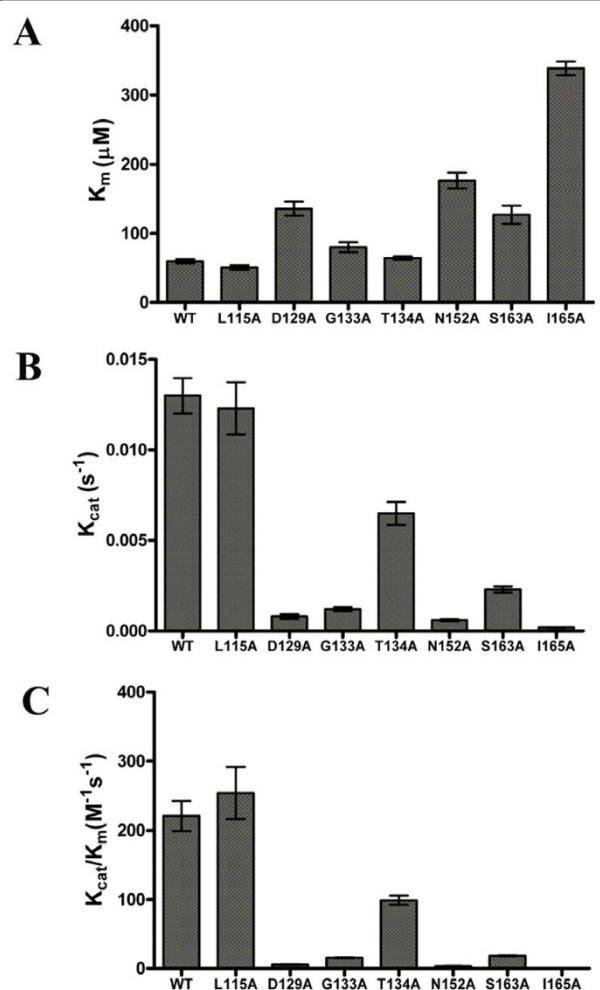 A
400
300
200
100
0
Km (µM)
WT L115A D129A G133A T134A N152A S163A I165A
B
0.015
0.010
0.005
0.000
Kcat (s-1)
WT L115A D129A G133A T134A N152A S163A I165A
C
400
300
200
100
0
Kcat/Km(M-1s-1)
WT L115A D129A G133A T134A N152A S163A I165A